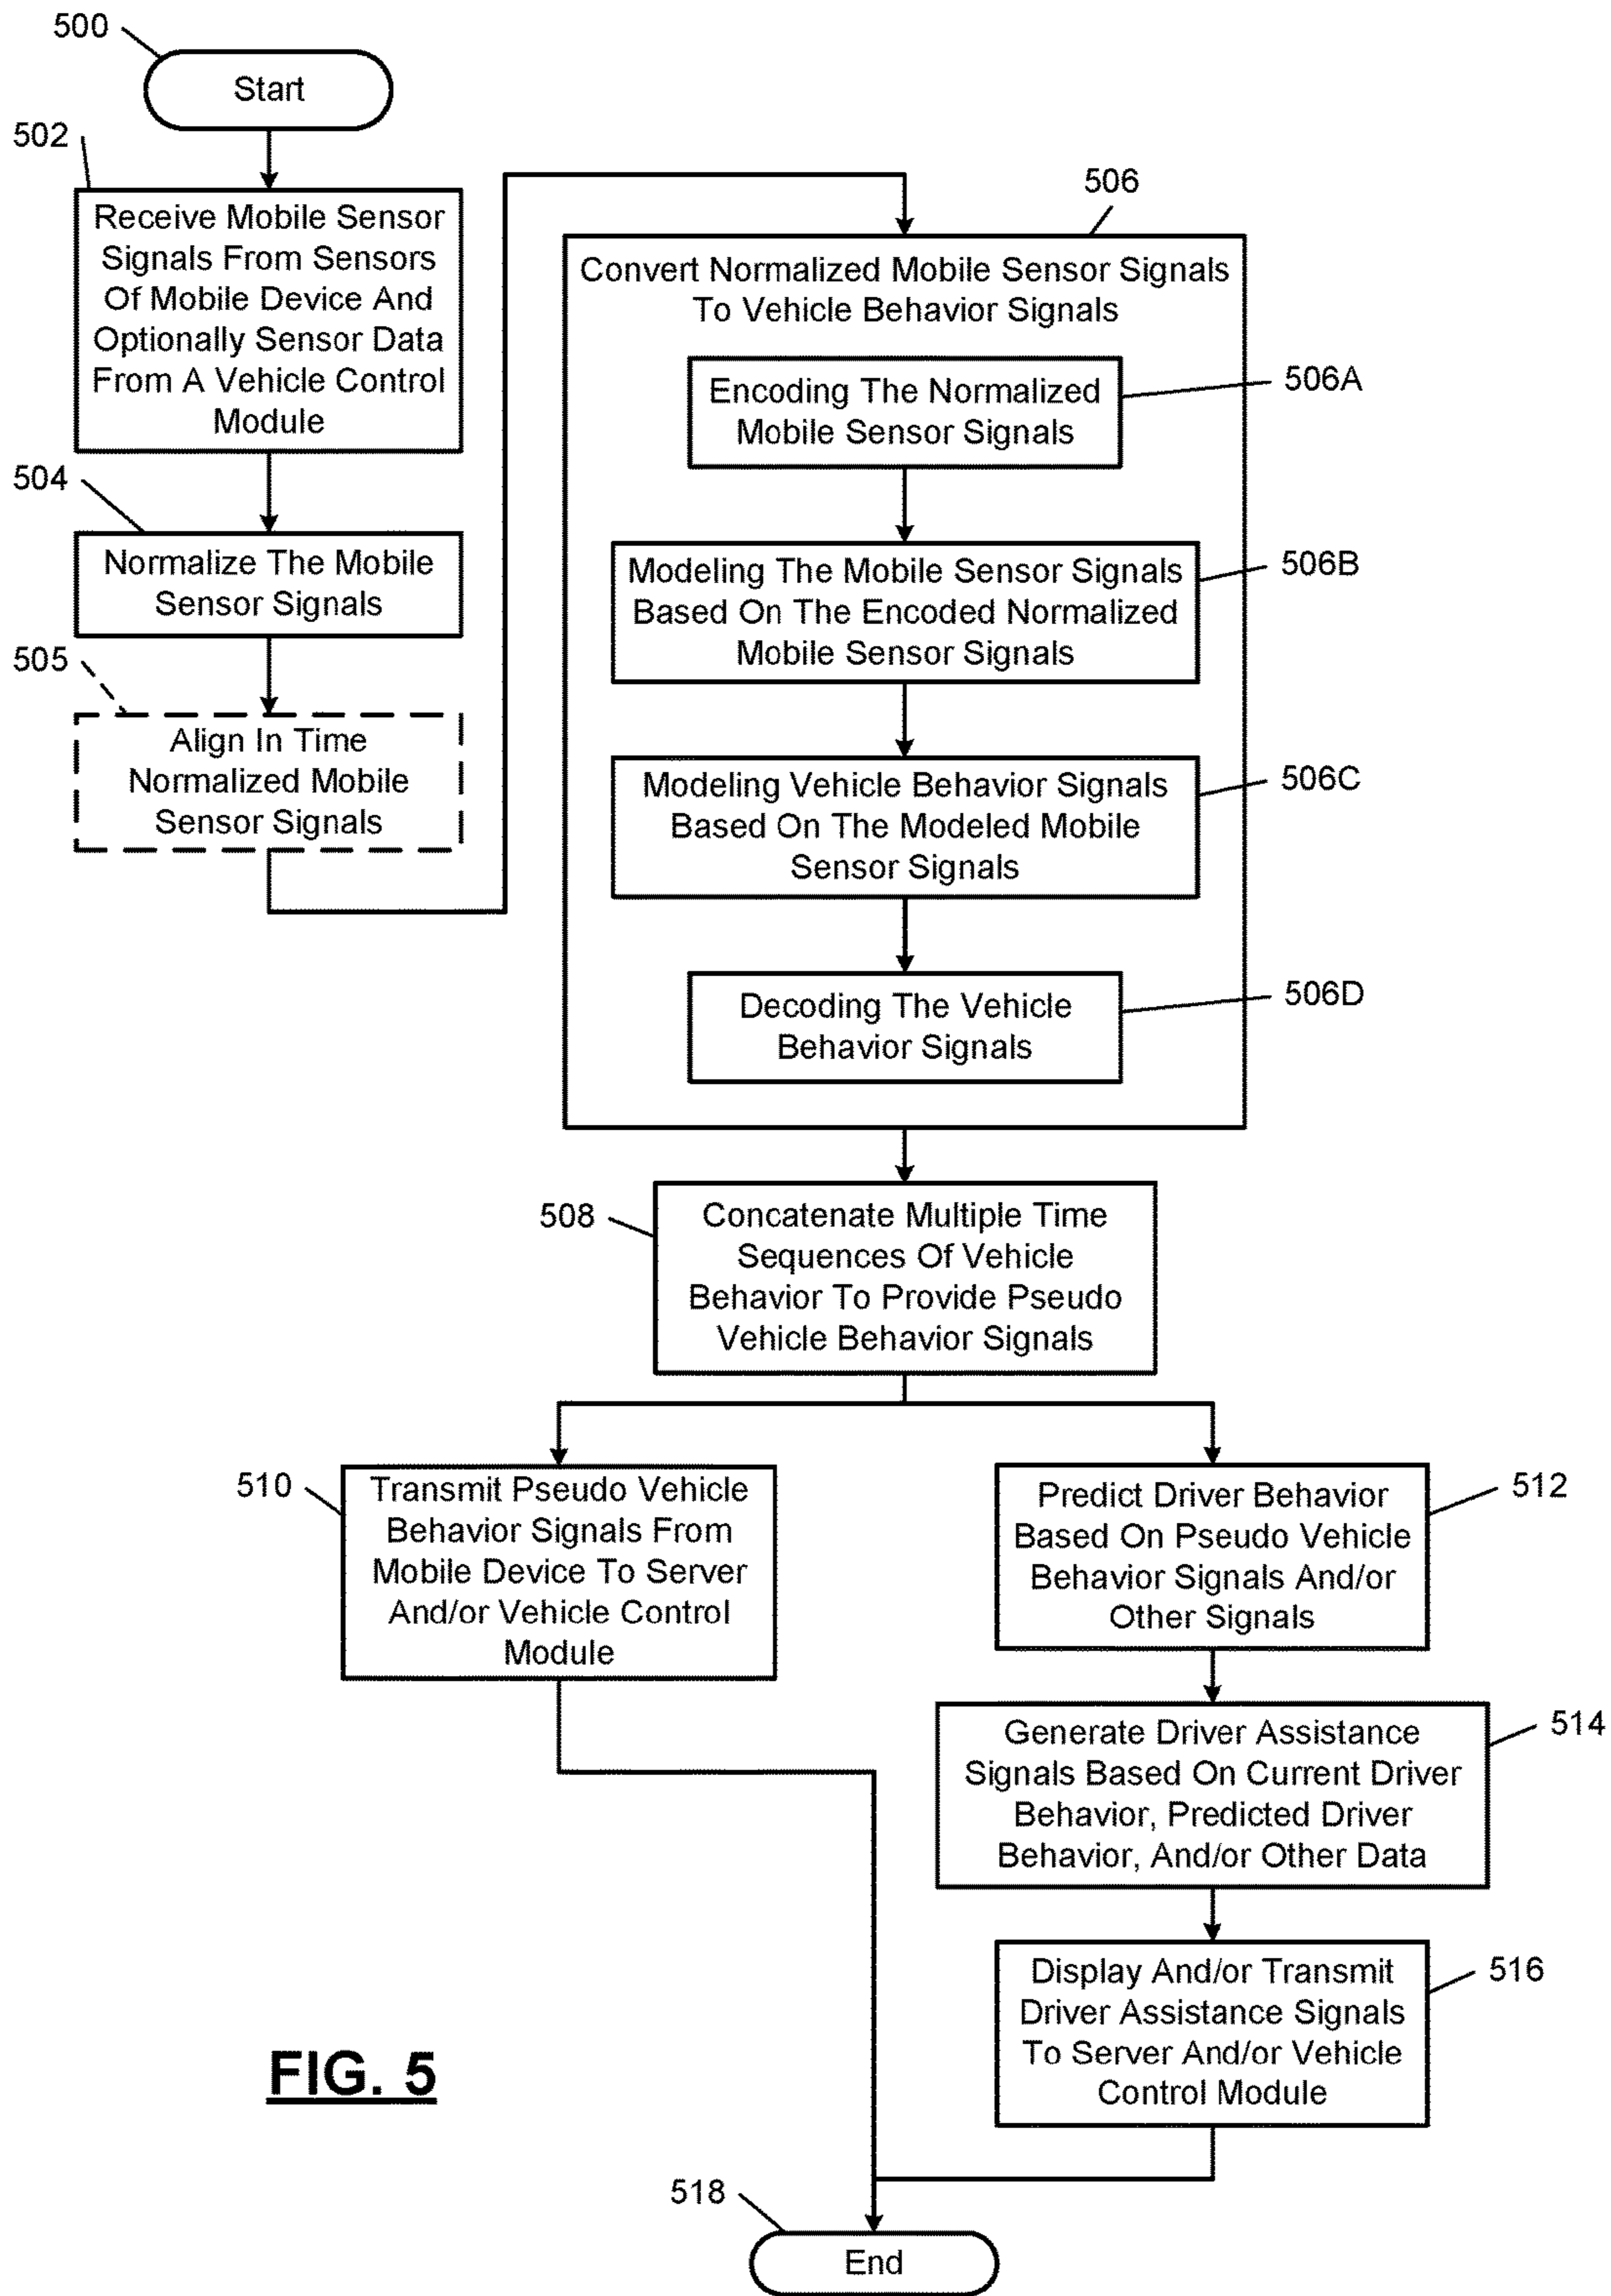 500
Start
502
Receive Mobile Sensor
Signals From Sensors
Of Mobile Device And
Optionally Sensor Data
From A Vehicle Control
Module
504
Normalize The Mobile
Sensor Signals
505
Align In Time
Normalized Mobile
Sensor Signals
506
Convert Normalized Mobile Sensor Signals
To Vehicle Behavior Signals
Encoding The Normalized
Mobile Sensor Signals
506A
Modeling The Mobile Sensor Signals
Based On The Encoded Normalized
Mobile Sensor Signals
506B
Modeling Vehicle Behavior Signals
Based On The Modeled Mobile
Sensor Signals
506C
Decoding The Vehicle
Behavior Signals
506D
508
Concatenate Multiple Time
Sequences Of Vehicle
Behavior To Provide Pseudo
Vehicle Behavior Signals
510
Transmit Pseudo Vehicle
Behavior Signals From
Mobile Device To Server
And/or Vehicle Control
Module
Predict Driver Behavior
Based On Pseudo Vehicle
Behavior Signals And/or
Other Signals
512
Generate Driver Assistance
Signals Based On Current Driver
Behavior, Predicted Driver
Behavior, And/or Other Data
514
Display And/or Transmit
Driver Assistance Signals
To Server And/or Vehicle
Control Module
516
FIG. 5
518
End